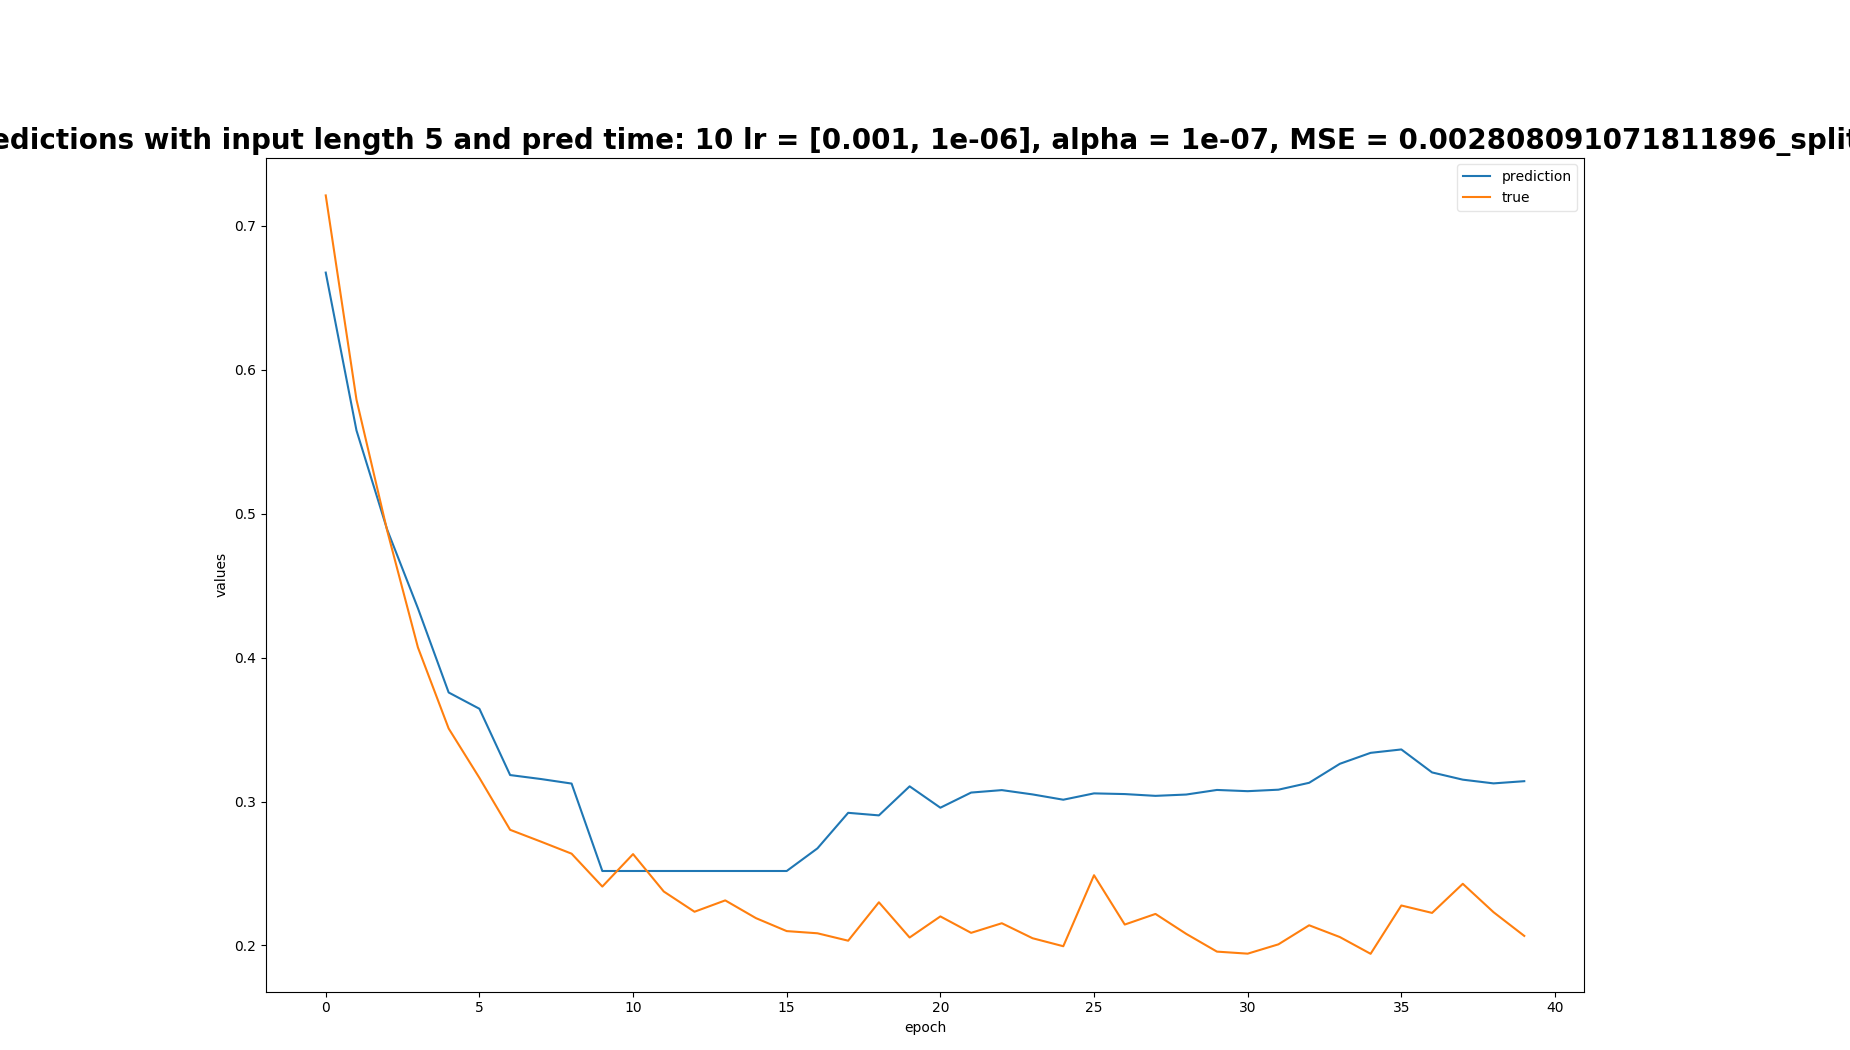 edictions with input length 5 and pred time: 10 lr = [0.001, 1e-06], alpha = 1e-07, MSE = 0.002808091071811896_split
prediction
true
0.7
0.6
0.5
0.4
0.3
0.2
values
0 5 10 15 20 25 30 35 40
epoch